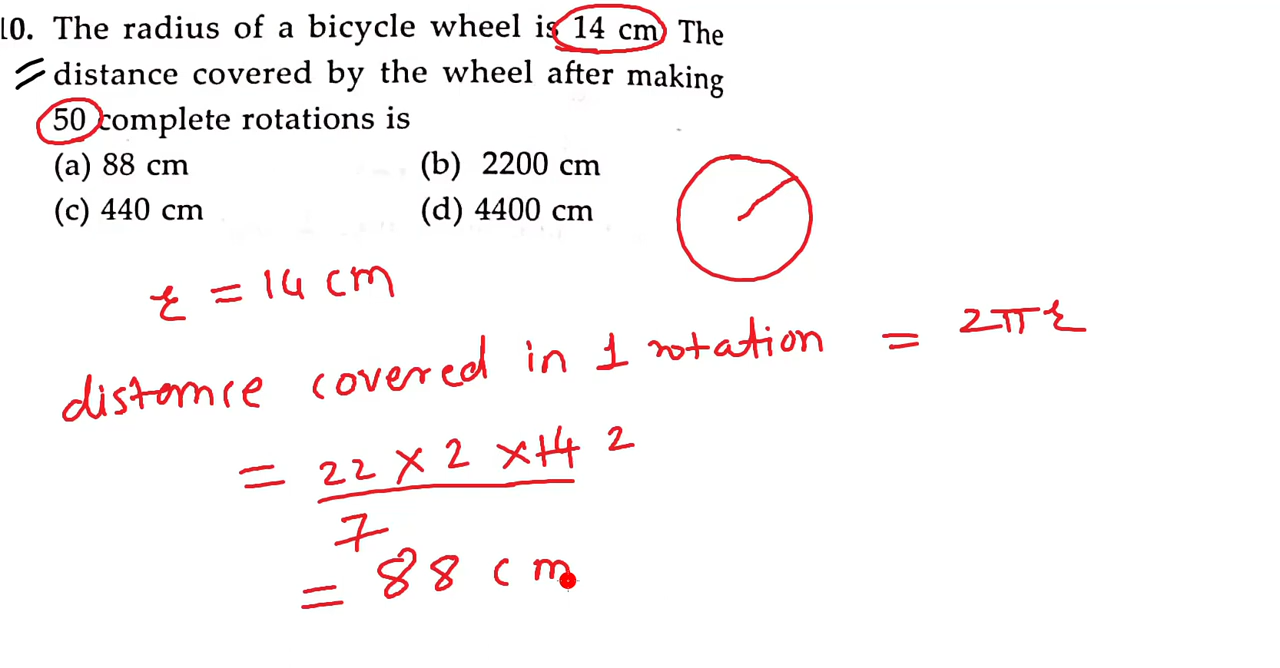 10. The radius of a bicycle wheel is 14 cm The
distance covered by the wheel after making
50 complete rotations is
(a) 88 cm (b) 2200 cm
(c) 440 cm (d) 4400 cm
r = 14 cm
distance covered in 1 rotation = 2πr
= 22 × 2 × 14 2
7
= 88 cm